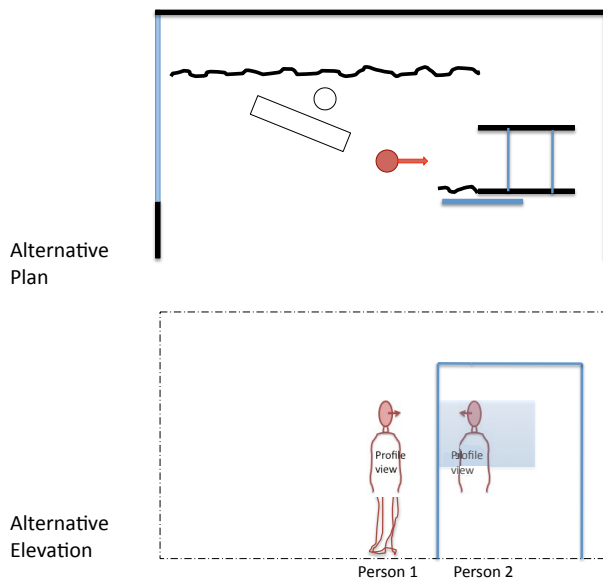 Alternative
Plan
Profile
view
Profile
view
Alternative
Elevation
Person 1
Person 2